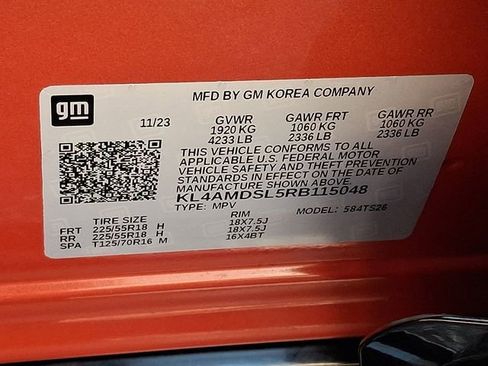 gm
MFD BY GM KOREA COMPANY
11/23 GVWR GAWR FRT GAWR RR
1920 KG 1060 KG 1060 KG
4233 LB 2336 LB 2336 LB
THIS VEHICLE CONFORMS TO ALL
APPLICABLE U.S. FEDERAL MOTOR
VEHICLE SAFETY AND THEFT PREVENTION
STANDARDS IN EFFECT ON THE DATE OF
MANUFACTURE SHOWN ABOVE.
KL4AMDSL5RB115048
TYPE: MPV MODEL: 584TS26
TIRE SIZE RIM
FRT 225/55R18 H 18X7.5J
RR 225/55R18 H 18X7.5J
SPA T125/70R16 M 16X4BT